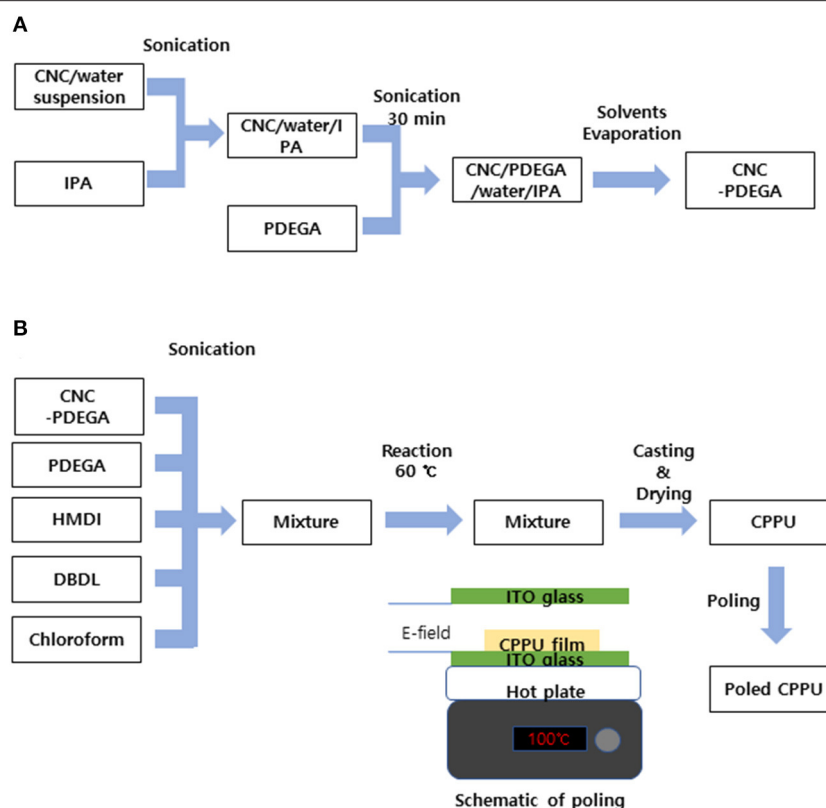 A
Sonication
CNC/water
suspension
IPA
CNC/water/I
PA
PDEGA
Sonication
30 min
CNC/PDEGA
/water/IPA
Solvents
Evaporation
CNC
-PDEGA
B
Sonication
CNC
-PDEGA
PDEGA
HMDI
DBDL
Chloroform
Mixture
Reaction
60 ℃
Mixture
Casting
&
Drying
CPPU
Poling
Poled CPPU
ITO glass
E-field
CPPU film
ITO glass
Hot plate
100℃
Schematic of poling